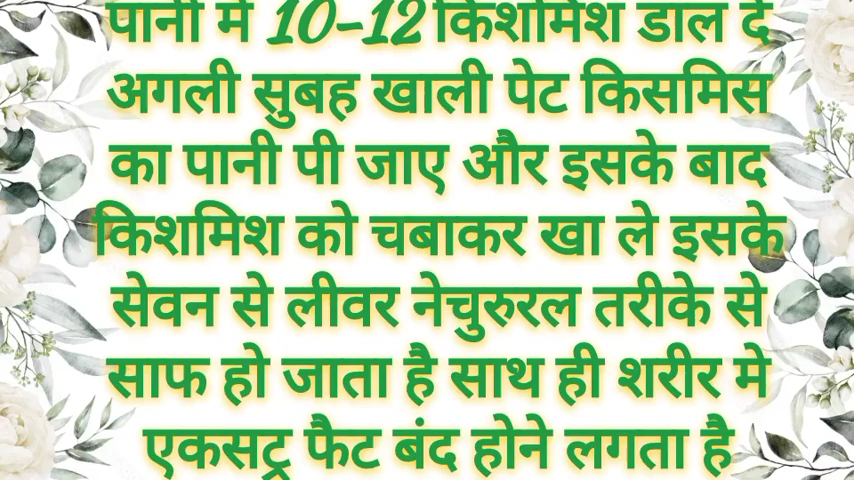 पानी मे 10-12 किशमिश डाल दे
अगली सुबह खाली पेट किसमिस
का पानी पी जाए और इसके बाद
किशमिश को चबाकर खा ले इसके
सेवन से लीवर नेचुरुरल तरीके से
साफ हो जाता है साथ ही शरीर मे
एकसट्र फैट बंद होने लगता है